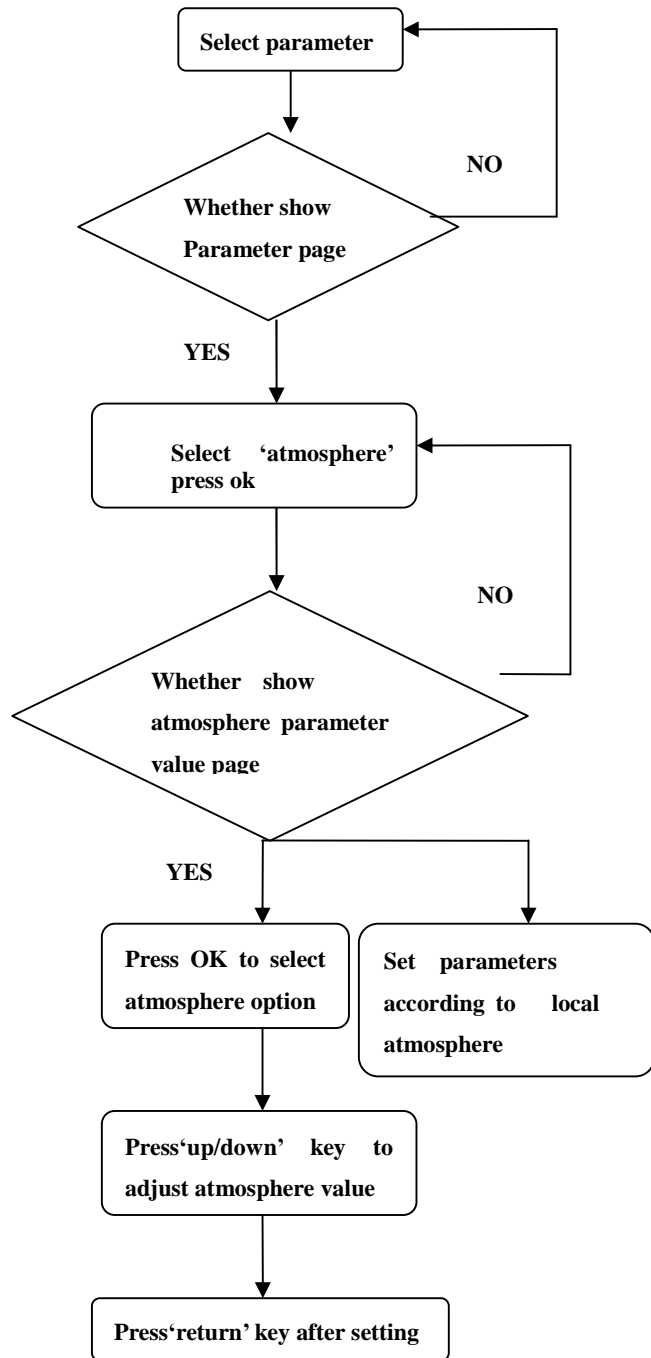 Select parameter
NO
Whether show
Parameter page
YES
Select ‘atmosphere’
press ok
NO
Whether show
atmosphere parameter
value page
YES
Press OK to select
atmosphere option
Set parameters
according to local
atmosphere
Press‘up/down’ key to
adjust atmosphere value
Press‘return’ key after setting